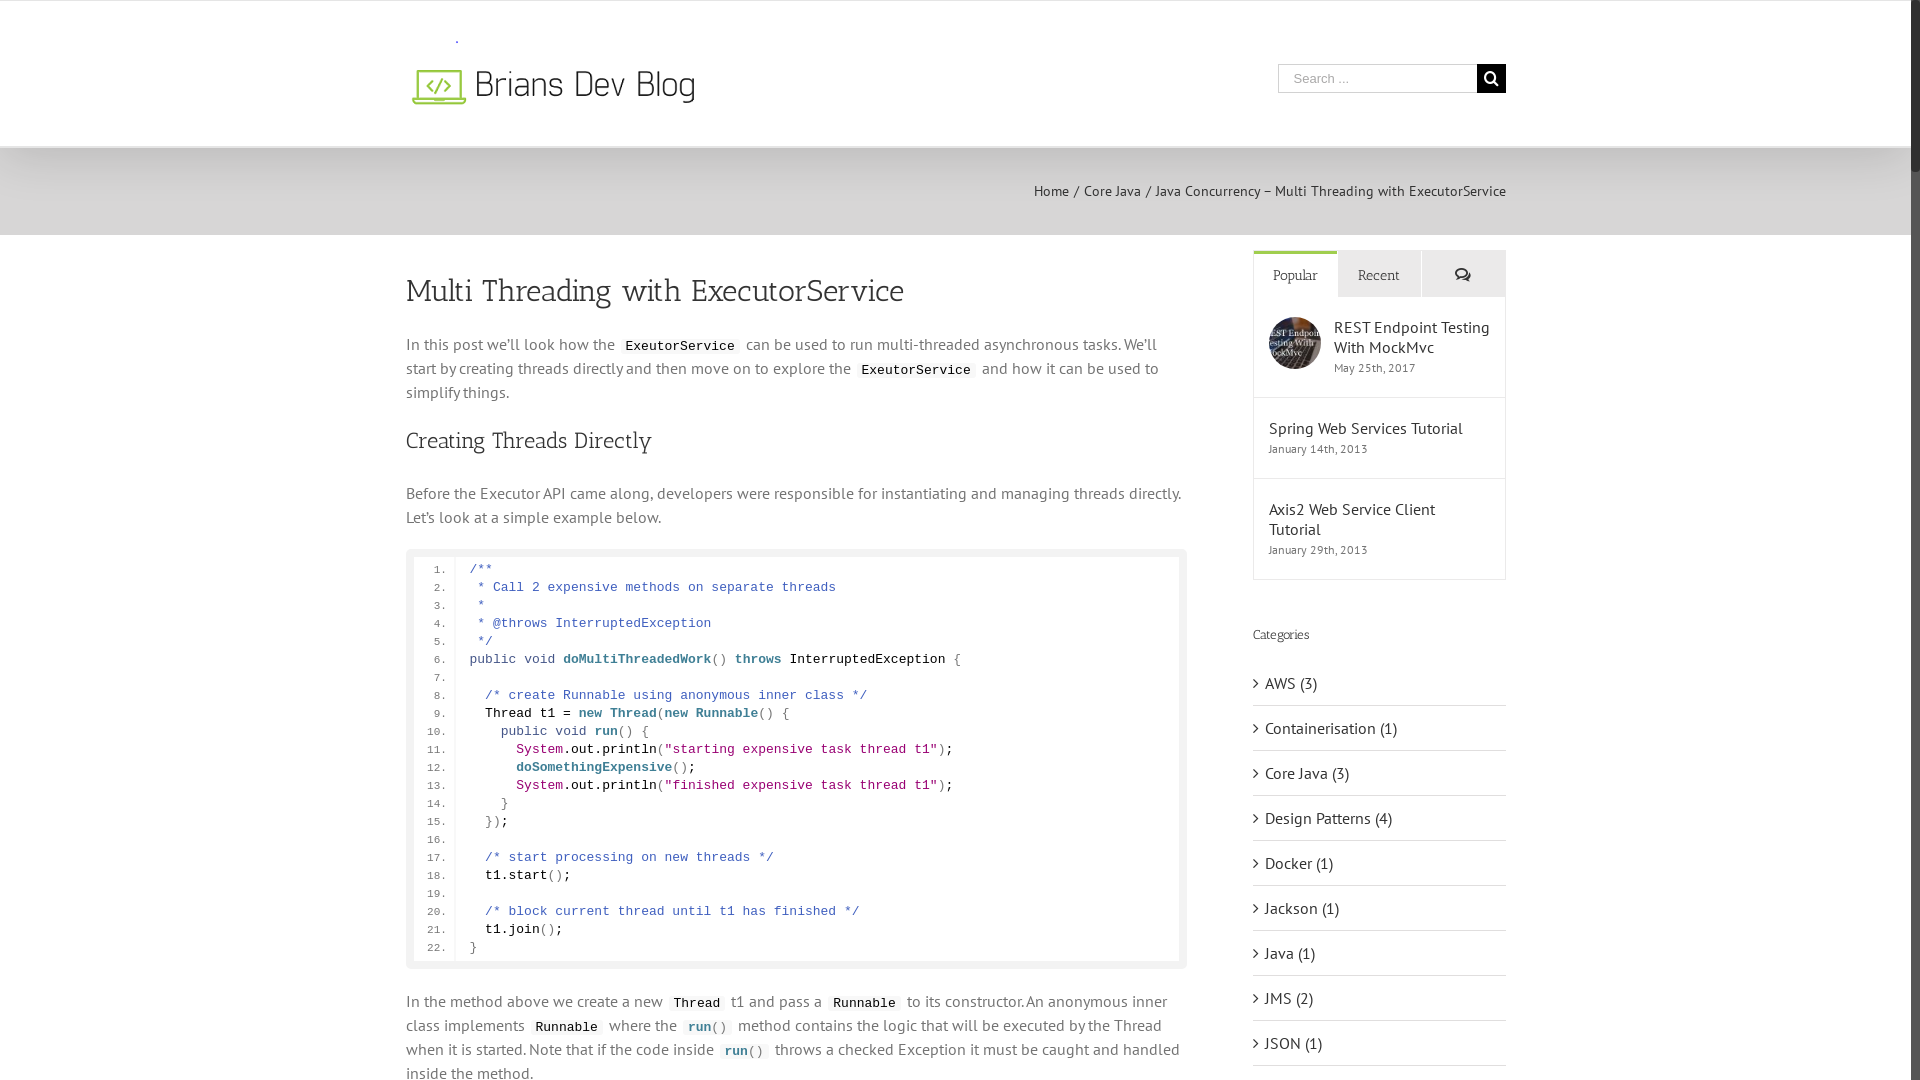 Brians Dev Blog
Search ...
Home / Core Java / Java Concurrency – Multi Threading with ExecutorService
Multi Threading with ExecutorService
In this post we’ll look how the ExeutorService can be used to run multi-threaded asynchronous tasks. We’ll
start by creating threads directly and then move on to explore the ExeutorService and how it can be used to
simplify things.
Creating Threads Directly
Before the Executor API came along, developers were responsible for instantiating and managing threads directly.
Let’s look at a simple example below.
1. /**
2. * Call 2 expensive methods on separate threads
3. *
4. * @throws InterruptedException
5. */
6. public void doMultiThreadedWork() throws InterruptedException {
7.
8. /* create Runnable using anonymous inner class */
9. Thread t1 = new Thread(new Runnable() {
10. public void run() {
11. System.out.println("starting expensive task thread t1");
12. doSomethingExpensive();
13. System.out.println("finished expensive task thread t1");
14. }
15. });
16.
17. /* start processing on new threads */
18. t1.start();
19.
20. /* block current thread until t1 has finished */
21. t1.join();
22. }
In the method above we create a new Thread t1 and pass a Runnable to its constructor. An anonymous inner
class implements Runnable where the run() method contains the logic that will be executed by the Thread
when it is started. Note that if the code inside run() throws a checked Exception it must be caught and handled
inside the method.
Popular
Recent
REST Endpoint Testing
With MockMvc
May 25th, 2017
Spring Web Services Tutorial
January 14th, 2013
Axis2 Web Service Client
Tutorial
January 29th, 2013
Categories
AWS (3)
Containerisation (1)
Core Java (3)
Design Patterns (4)
Docker (1)
Jackson (1)
Java (1)
JMS (2)
JSON (1)